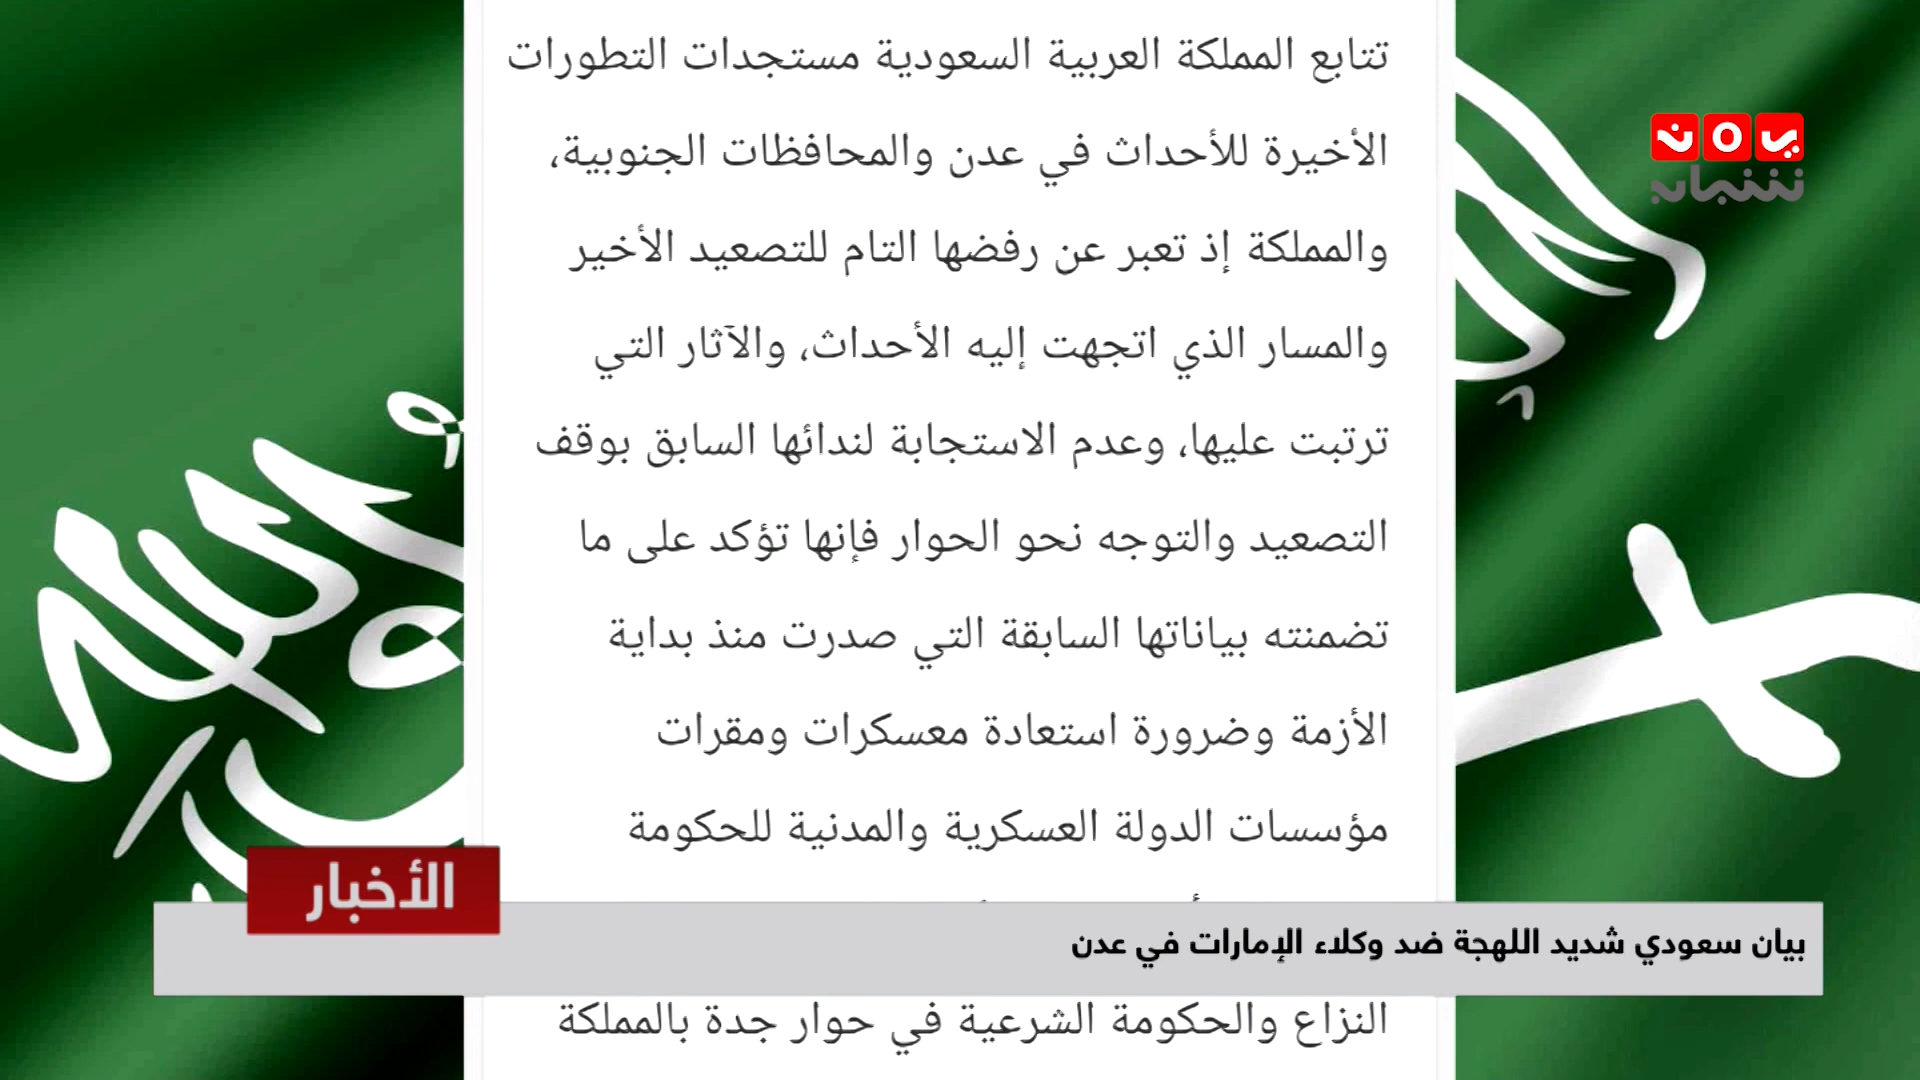 تتابع المملكة العربية السعودية مستجدات التطورات
الأخيرة للأحداث في عدن والمحافظات الجنوبية،
والمملكة إذ تعبر عن رفضها التام للتصعيد الأخير
والمسار الذي اتجهت إليه الأحداث، والآثار التي
ترتبت عليها، وعدم الاستجابة لندائها السابق بوقف
التصعيد والتوجه نحو الحوار فإنها تؤكد على ما
تضمنته بياناتها السابقة التي صدرت منذ بداية
الأزمة وضرورة استعادة معسكرات ومقرات
مؤسسات الدولة العسكرية والمدنية للحكومة
النزاع والحكومة الشرعية في حوار جدة بالمملكة
الأخبار
بيان سعودي شديد اللهجة ضد وكلاء الإمارات في عدن